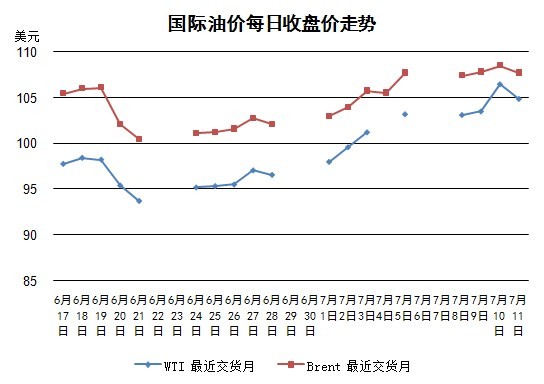 国际油价每日收盘价走势
美元
110
105
100
95
90
85
6月17日 6月18日 6月19日 6月20日 6月21日 6月22日 6月23日 6月24日 6月25日 6月26日 6月27日 6月28日 6月29日 6月30日 7月1日 7月2日 7月3日 7月4日 7月5日 7月6日 7月7日 7月8日 7月9日 7月10日 7月11日
WTI 最近交货月 Brent 最近交货月